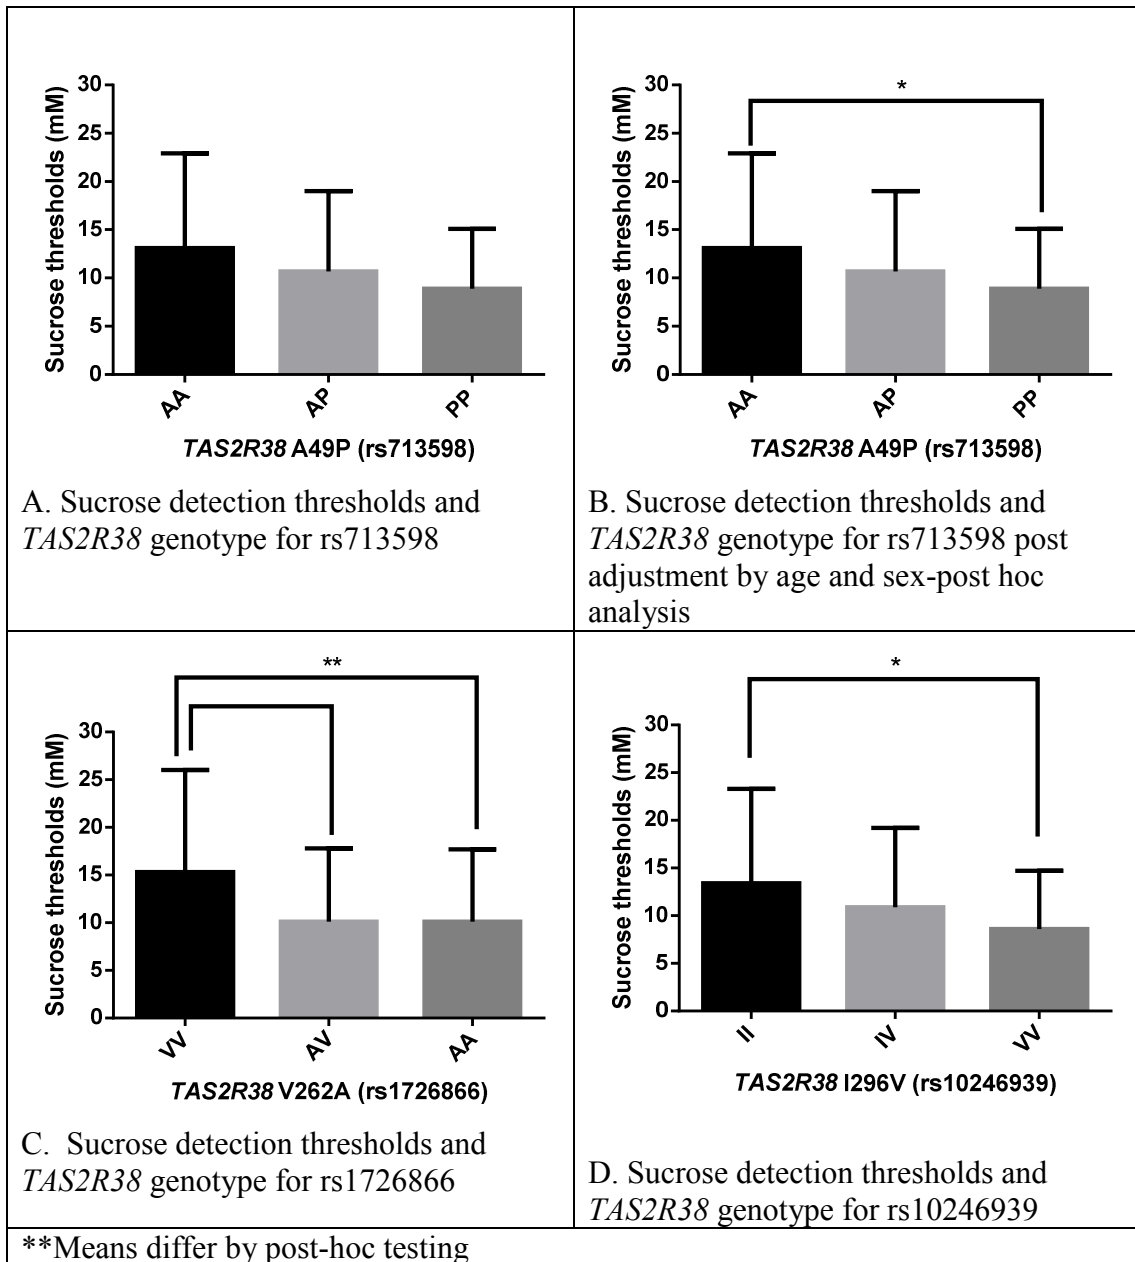 30
25
20
15
10
5
0
Sucrose thresholds (mM)
AA
AP
PP
TAS2R38 A49P (rs713598)
A. Sucrose detection thresholds and
TAS2R38 genotype for rs713598
*
30
25
20
15
10
5
0
Sucrose thresholds (mM)
AA
AP
PP
TAS2R38 A49P (rs713598)
B. Sucrose detection thresholds and
TAS2R38 genotype for rs713598 post
adjustment by age and sex-post hoc
analysis
**
30
25
20
15
10
5
0
Sucrose thresholds (mM)
VV
AV
AA
TAS2R38 V262A (rs1726866)
C. Sucrose detection thresholds and
TAS2R38 genotype for rs1726866
*
30
25
20
15
10
5
0
Sucrose thresholds (mM)
II
IV
VV
TAS2R38 I296V (rs10246939)
D. Sucrose detection thresholds and
TAS2R38 genotype for rs10246939
**Means differ by post-hoc testing